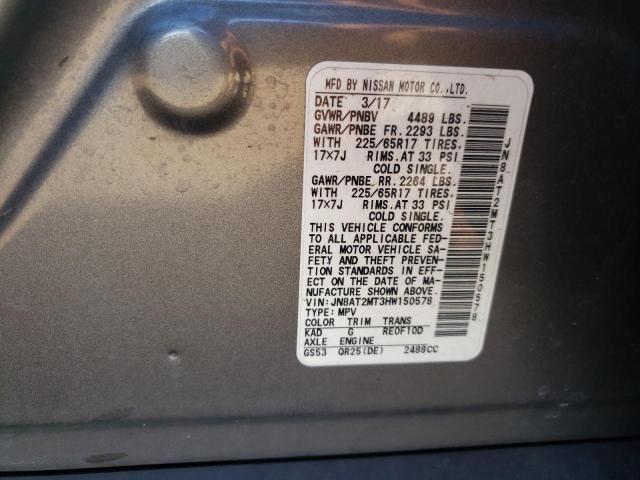 MFD BY NISSAN MOTOR CO.,LTD.
DATE 3/17
GVWR/PNBV 4489 LBS.
GAWR/PNBE FR. 2293 LBS.
WITH 225/65R17 TIRES,
17×7J RIMS.AT 33 PSI
COLD SINGLE.
GAWR/PNBE RR. 2264 LBS.
WITH 225/65R17 TIRES,
17×7J RIMS.AT 33 PSI
COLD SINGLE.
THIS VEHICLE CONFORMS
TO ALL APPLICABLE FED-
ERAL MOTOR VEHICLE SA-
FETY AND THEFT PREVEN-
TION STANDARDS IN EFF-
ECT ON THE DATE OF MA-
NUFACTURE SHOWN ABOVE.
VIN: JN8AT2MT3HW150578
TYPE: MPV
COLOR TRIM TRANS
KAD G RE0F10D
AXLE ENGINE
GS53 QR25(DE) 2488CC
JN8AT2MT3HW150578